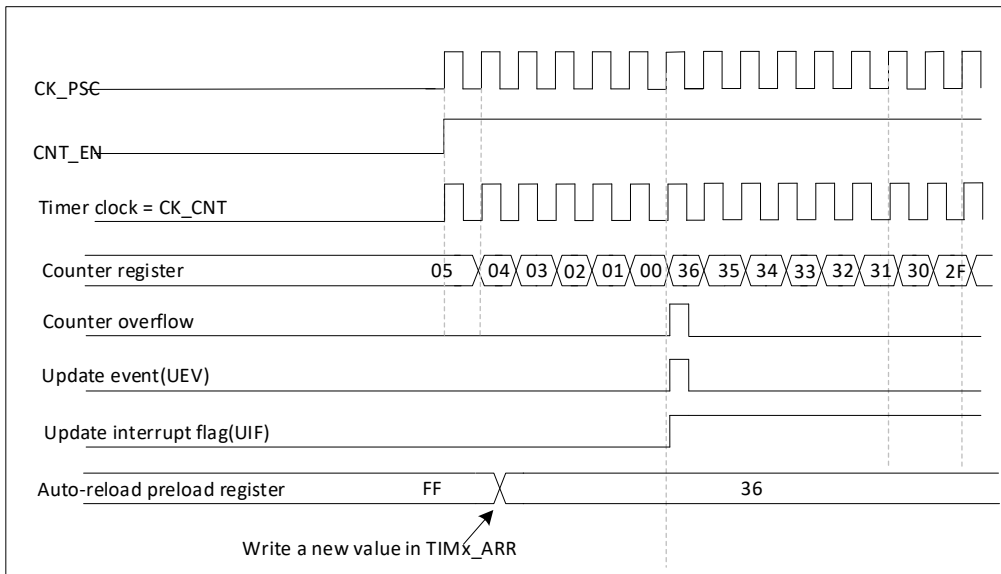 CK_PSC
CNT_EN
Timer clock = CK_CNT
Counter register 05 04 03 02 01 00 36 35 34 33 32 31 30 2F
Counter overflow
Update event(UEV)
Update interrupt flag(UIF)
Auto-reload preload register FF 36
Write a new value in TIMx_ARR